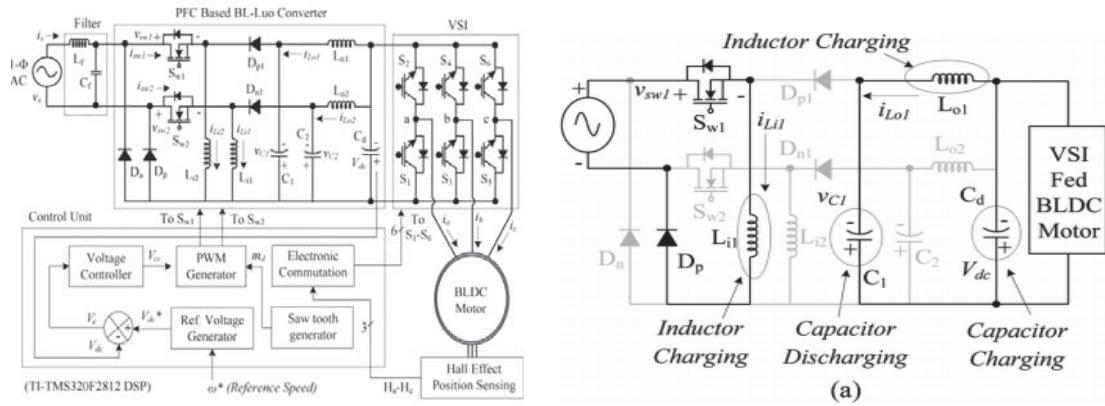 Filter
PFC Based BL-Luo Converter
VSI
1-Φ
AC
is
vs
Lf
Cf
vsw1
isw1
Sw1
isw2
vsw2
Sw2
Dn
Dp
Li2
Li1
iLi2
iLi1
Dp1
Dn1
iLo1
Lo1
Lo2
iLo2
vC1
C1
C2
vC2
Cd
Vdc
S2
S4
S6
a
b
c
S1
S3
S5
To Sw1
To Sw2
To
S1-S6
6
ia
ib
ic
Control Unit
Voltage
Controller
Vcc
PWM
Generator
md
Electronic
Commutation
BLDC
Motor
Ve
Vdc*
Vdc
Ref. Voltage
Generator
Saw tooth
generator
3
Hall Effect
Position Sensing
(TI-TMS320F2812 DSP)
ω* (Reference Speed)
Ha-Hc
Inductor Charging
+
vsw1+
-
Sw1
Dp1
iLo1
Lo1
iLi1
Dn1
Lo2
Sw2
vC1
Cd
VSI
Fed
BLDC
Motor
Dn
Dp
Li1
Li2
C1
C2
Vdc
Inductor
Charging
Capacitor
Discharging
Capacitor
Charging
(a)